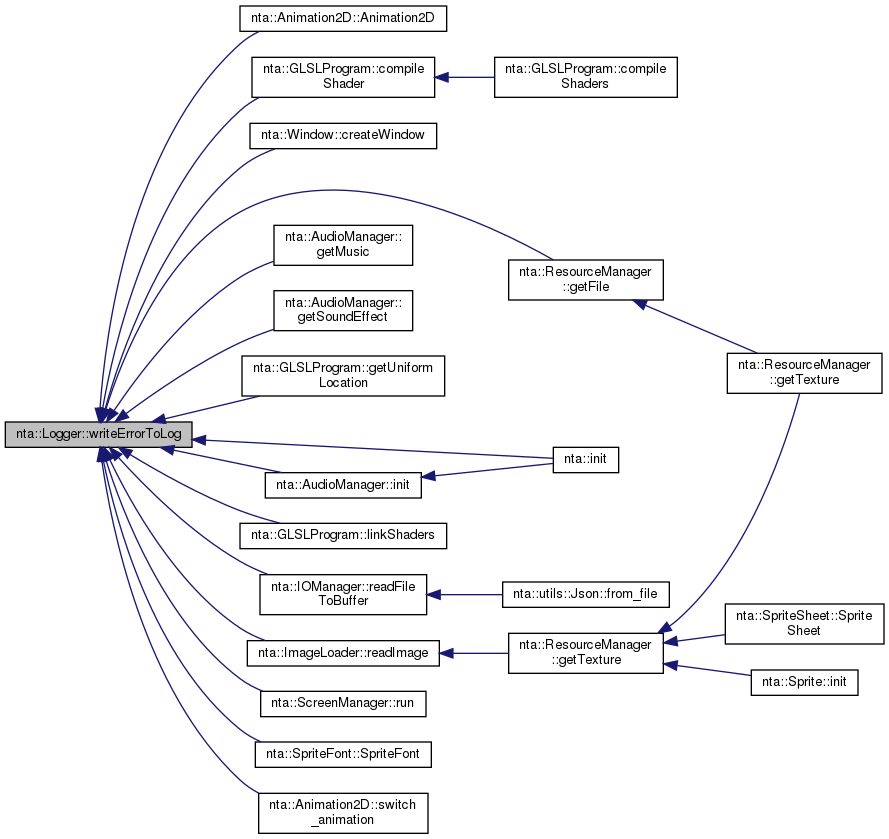 nta::Animation2D::Animation2D
nta::GLSLProgram::compile
Shader
nta::GLSLProgram::compile
Shaders
nta::Window::createWindow
nta::AudioManager::
getMusic
nta::ResourceManager
::getFile
nta::AudioManager::
getSoundEffect
nta::GLSLProgram::getUniform
Location
nta::ResourceManager
::getTexture
nta::Logger::writeErrorToLog
nta::init
nta::AudioManager::init
nta::GLSLProgram::linkShaders
nta::IOManager::readFile
ToBuffer
nta::utils::Json::from_file
nta::ImageLoader::readImage
nta::ResourceManager
::getTexture
nta::SpriteSheet::Sprite
Sheet
nta::Sprite::init
nta::ScreenManager::run
nta::SpriteFont::SpriteFont
nta::Animation2D::switch
_animation